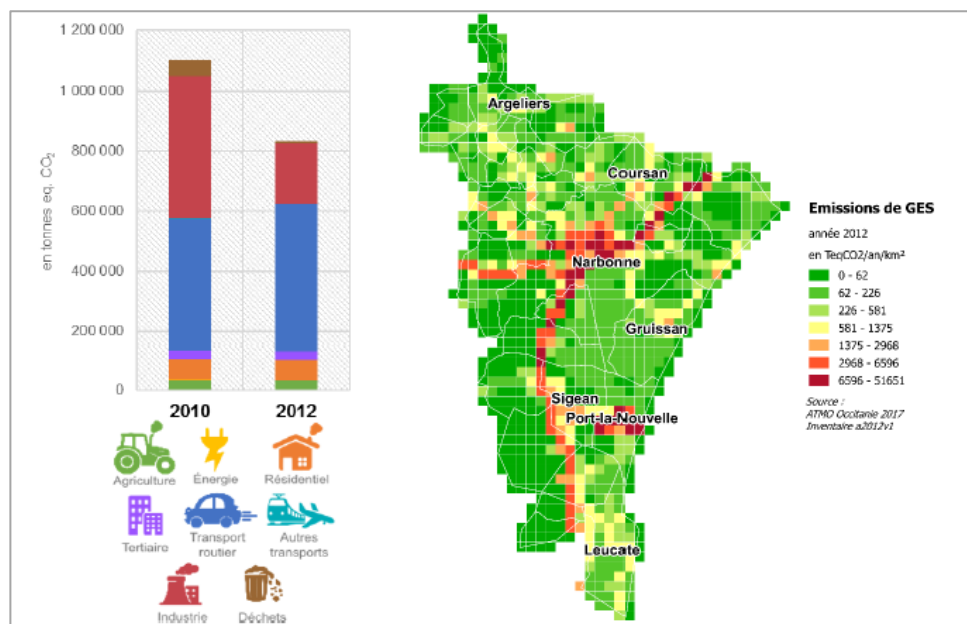 1 200 000
1 000 000
800 000
600 000
400 000
200 000
0
en tonnes eq. CO₂
2010
2012
Agriculture
Énergie
Résidentiel
Tertiaire
Transport
routier
Autres
transports
Industrie
Déchets
Argeliers
Coursan
Narbonne
Gruissan
Sigean
Port-la-Nouvelle
Leucate
Emissions de GES
année 2012
en TeqCO2/an/km²
0 - 62
62 - 226
226 - 581
581 - 1375
1375 - 2968
2968 - 6596
6596 - 51651
Source :
ATMO Occitanie 2017
Inventaire a2012v1